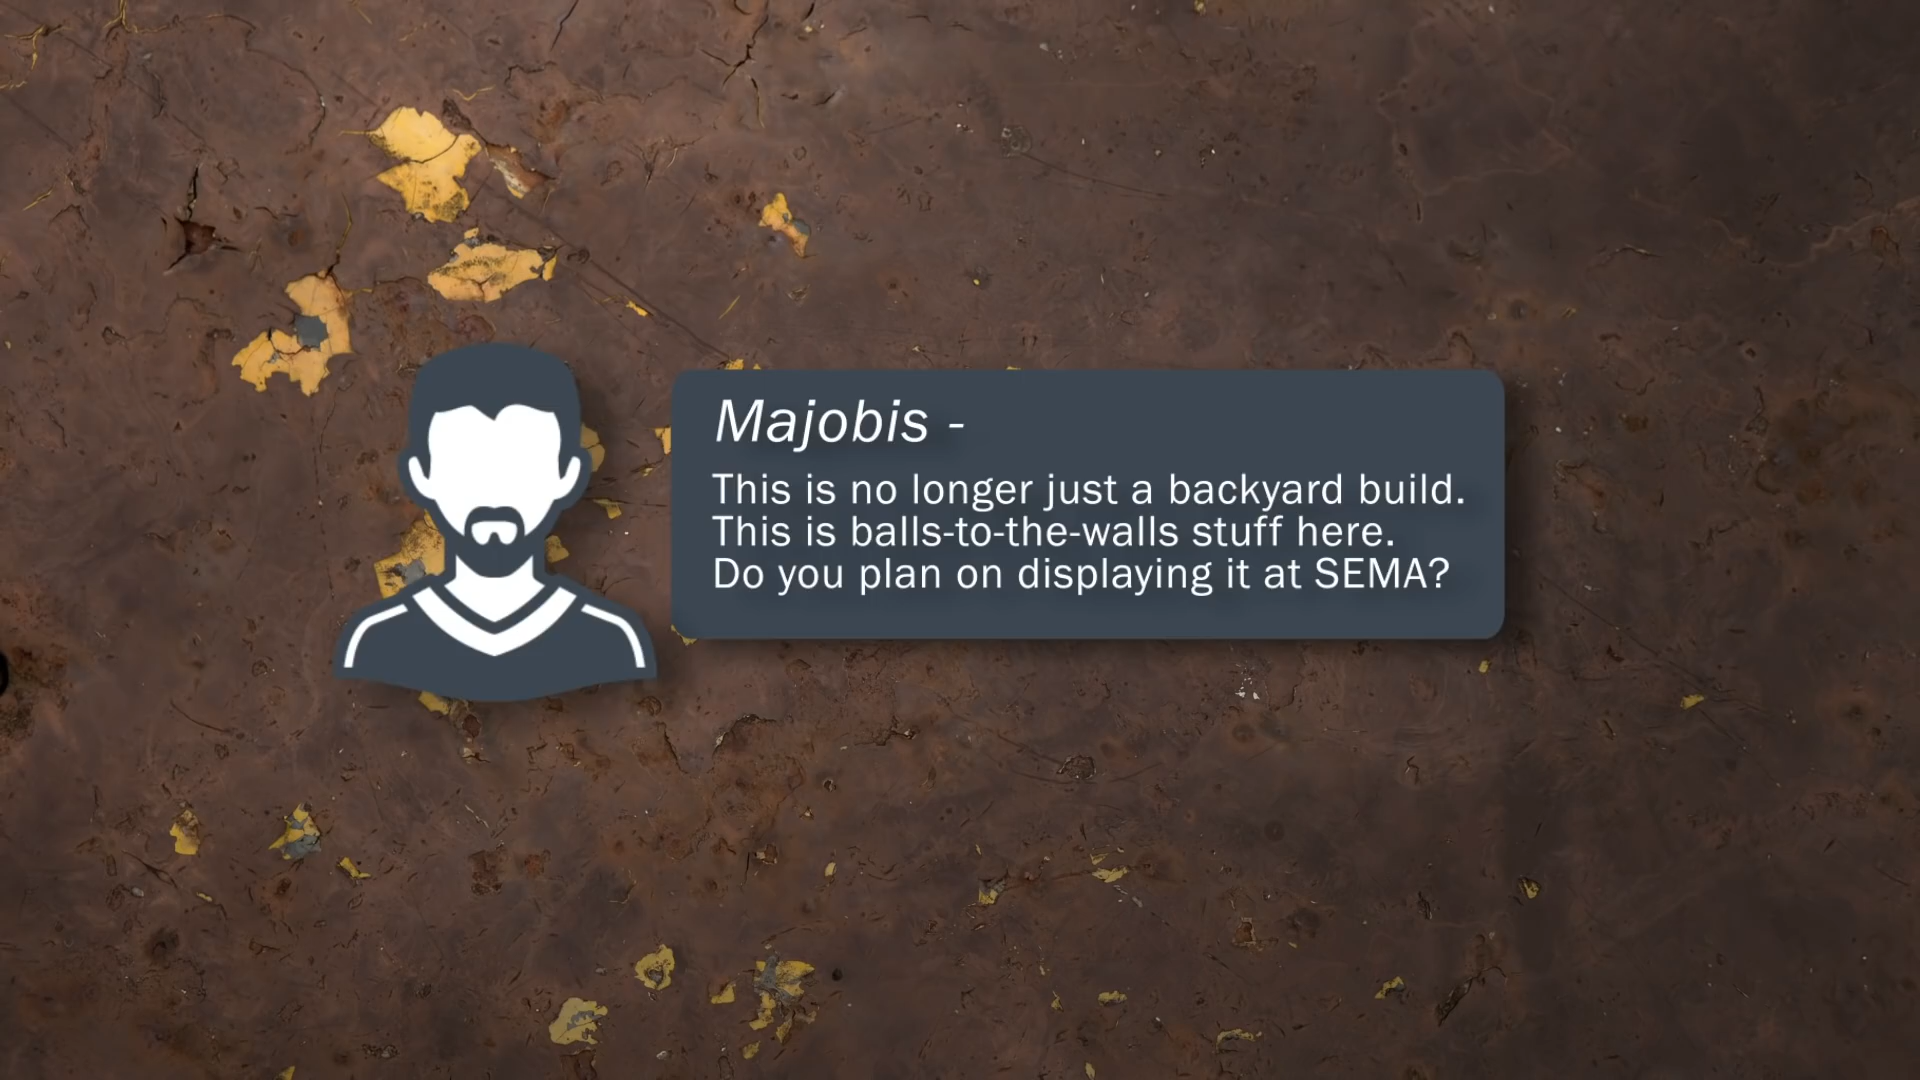 Majobis -
This is no longer just a backyard build.
This is balls-to-the-walls stuff here.
Do you plan on displaying it at SEMA?